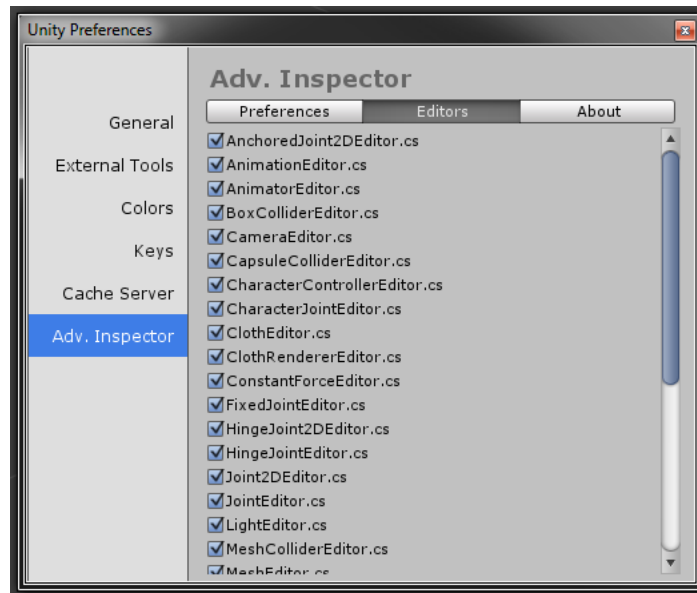 Unity Preferences
General
External Tools
Colors
Keys
Cache Server
Adv. Inspector
Adv. Inspector
Preferences Editors About
AnchoredJoint2DEditor.cs
AnimationEditor.cs
AnimatorEditor.cs
BoxColliderEditor.cs
CameraEditor.cs
CapsuleColliderEditor.cs
CharacterControllerEditor.cs
CharacterJointEditor.cs
ClothEditor.cs
ClothRendererEditor.cs
ConstantForceEditor.cs
FixedJointEditor.cs
HingeJoint2DEditor.cs
HingeJointEditor.cs
Joint2DEditor.cs
JointEditor.cs
LightEditor.cs
MeshColliderEditor.cs
MeshEditor.cs